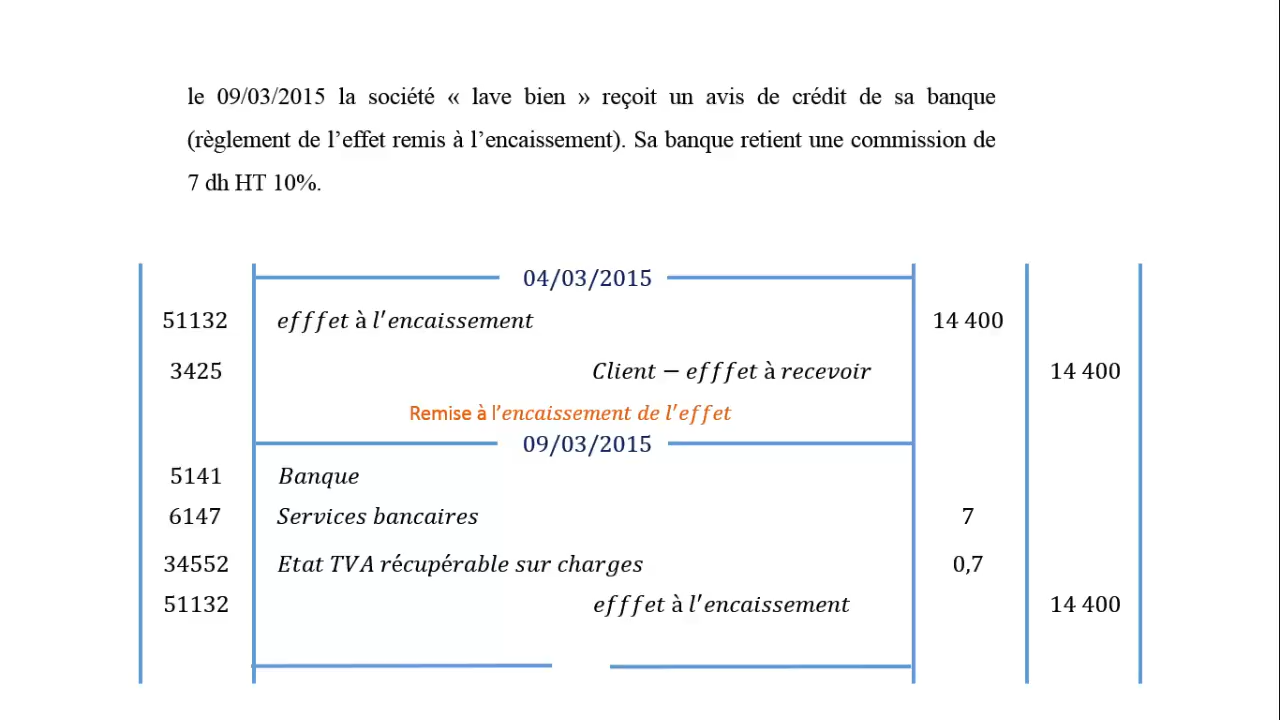 le 09/03/2015 la société « lave bien » reçoit un avis de crédit de sa banque
(règlement de l’effet remis à l’encaissement). Sa banque retient une commission de
7 dh HT 10%.
04/03/2015
51132 efffet à l′encaissement 14 400
3425 Client − efffet à recevoir 14 400
Remise à l’encaissement de l′effet
09/03/2015
5141 Banque
6147 Services bancaires 7
34552 Etat TVA récupérable sur charges 0,7
51132 efffet à l′encaissement 14 400